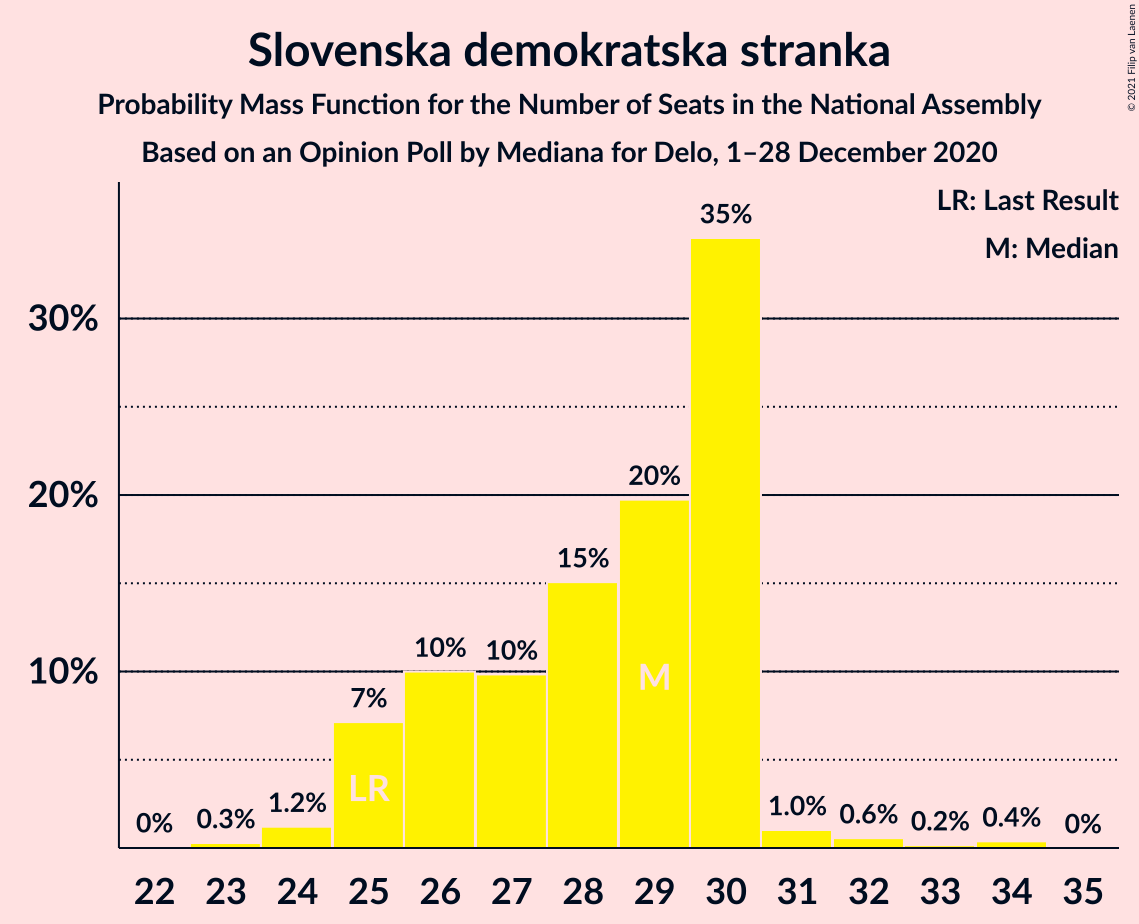 Slovenska demokratska stranka
Probability Mass Function for the Number of Seats in the National Assembly
Based on an Opinion Poll by Mediana for Delo, 1–28 December 2020
© 2021 Filip van Laenen
LR: Last Result
M: Median
35%
30%
20%
20%
15%
10%
10%
10%
M
7%
LR
0%
0.3%
1.2%
1.0%
0.6%
0.2%
0.4%
0%
22 23 24 25 26 27 28 29 30 31 32 33 34 35